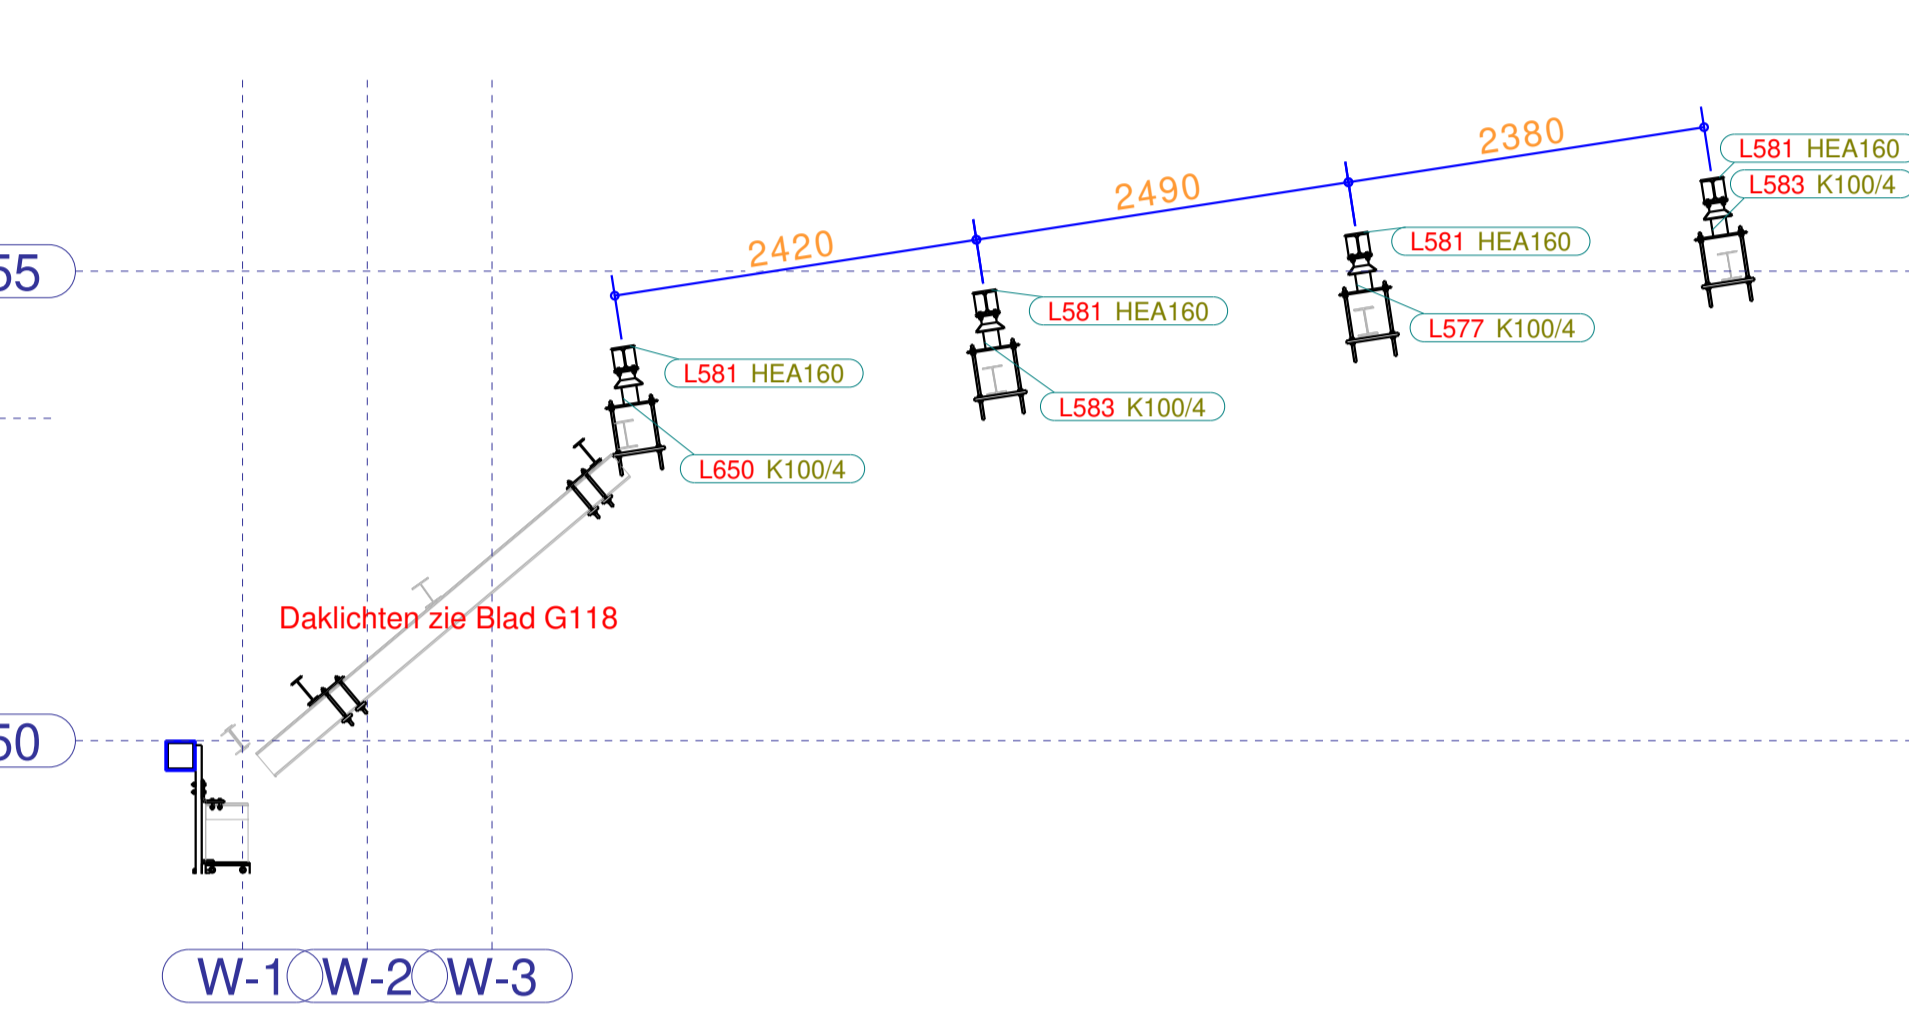 2380
L581 HEA160
L583 K100/4
2490
2420
L581 HEA160
55
L581 HEA160
L577 K100/4
L581 HEA160
L583 K100/4
L650 K100/4
Daklichten zie Blad G118
50
W-1 W-2 W-3